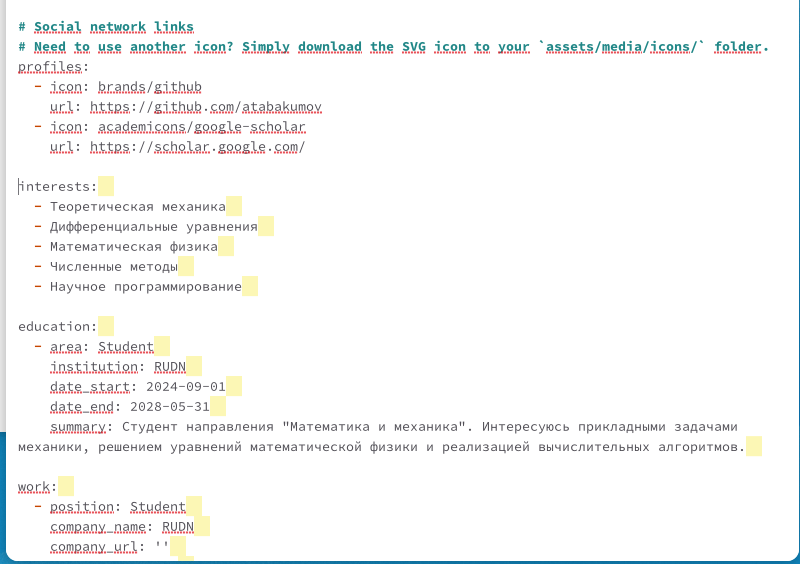 # Social network links
# Need to use another icon? Simply download the SVG icon to your `assets/media/icons/` folder.
profiles:
  - icon: brands/github
    url: https://github.com/atabakumov
  - icon: academicons/google-scholar
    url: https://scholar.google.com/
interests:
  - Теоретическая механика
  - Дифференциальные уравнения
  - Математическая физика
  - Численные методы
  - Научное программирование
education:
  - area: Student
    institution: RUDN
    date_start: 2024-09-01
    date_end: 2028-05-31
    summary: Студент направления "Математика и механика". Интересуюсь прикладными задачами
механики, решением уравнений математической физики и реализацией вычислительных алгоритмов.
work:
  - position: Student
    company_name: RUDN
    company_url: ''